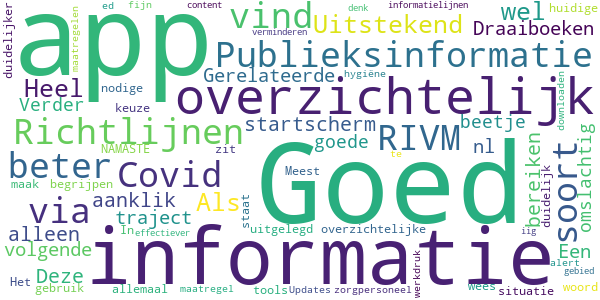 app
vind
wel
ed
fijn
content
denk
informatielijnen
huidige
duidelijker
maatregelen
Uitstekend
verminderen
Draaiboeken
Heel
Publieksinformatie
Gerelateerde
hygiëne
nodige
Verder
keuze
overzichtelijk
downloaden
Richtlijnen
startscherm
RIVM
beetje
soort
bereiken
omslachtig
NAMASTE
zit
goede
nl
te
beter
Covid
Goed
Meest
duidelijk
maak
begrijpen
aanklik
Als
staat
via
traject
Een
alleen
In
effectiever
uitgelegd
overzichtelijke
iig
volgende
informatie
alert
Deze
gebruik
allemaal
maatregel
tools
werkdruk
wees
gebied
Het
Updates
zorgpersoneel
situatie
woord